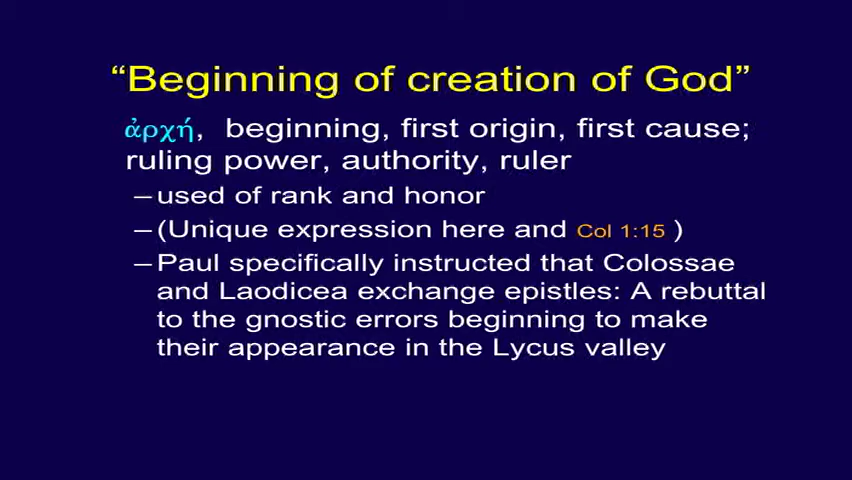 “Beginning of creation of God”
ἀρχή, beginning, first origin, first cause;
ruling power, authority, ruler
–used of rank and honor
–(Unique expression here and Col 1:15 )
–Paul specifically instructed that Colossae
and Laodicea exchange epistles: A rebuttal
to the gnostic errors beginning to make
their appearance in the Lycus valley